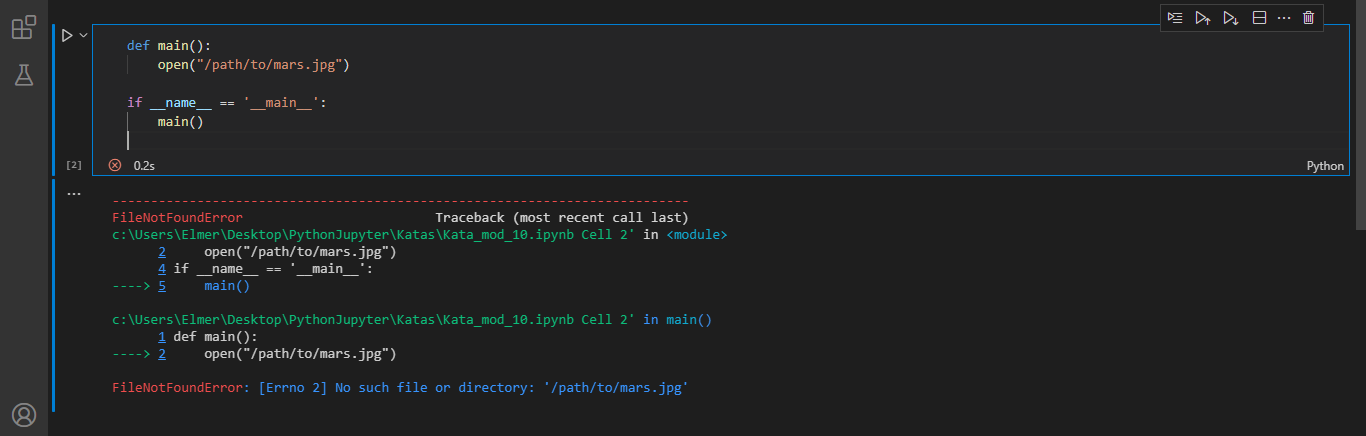 def main():
    open("/path/to/mars.jpg")
if __name__ == '__main__':
    main()
[2]
0.2s
Python
...
---------------------------------------------------------------------------
FileNotFoundError                         Traceback (most recent call last)
c:\Users\Elmer\Desktop\PythonJupyter\Katas\Kata_mod_10.ipynb Cell 2' in <module>
      2     open("/path/to/mars.jpg")
      4 if __name__ == '__main__':
----> 5     main()
c:\Users\Elmer\Desktop\PythonJupyter\Katas\Kata_mod_10.ipynb Cell 2' in main()
      1 def main():
----> 2     open("/path/to/mars.jpg")
FileNotFoundError: [Errno 2] No such file or directory: '/path/to/mars.jpg'